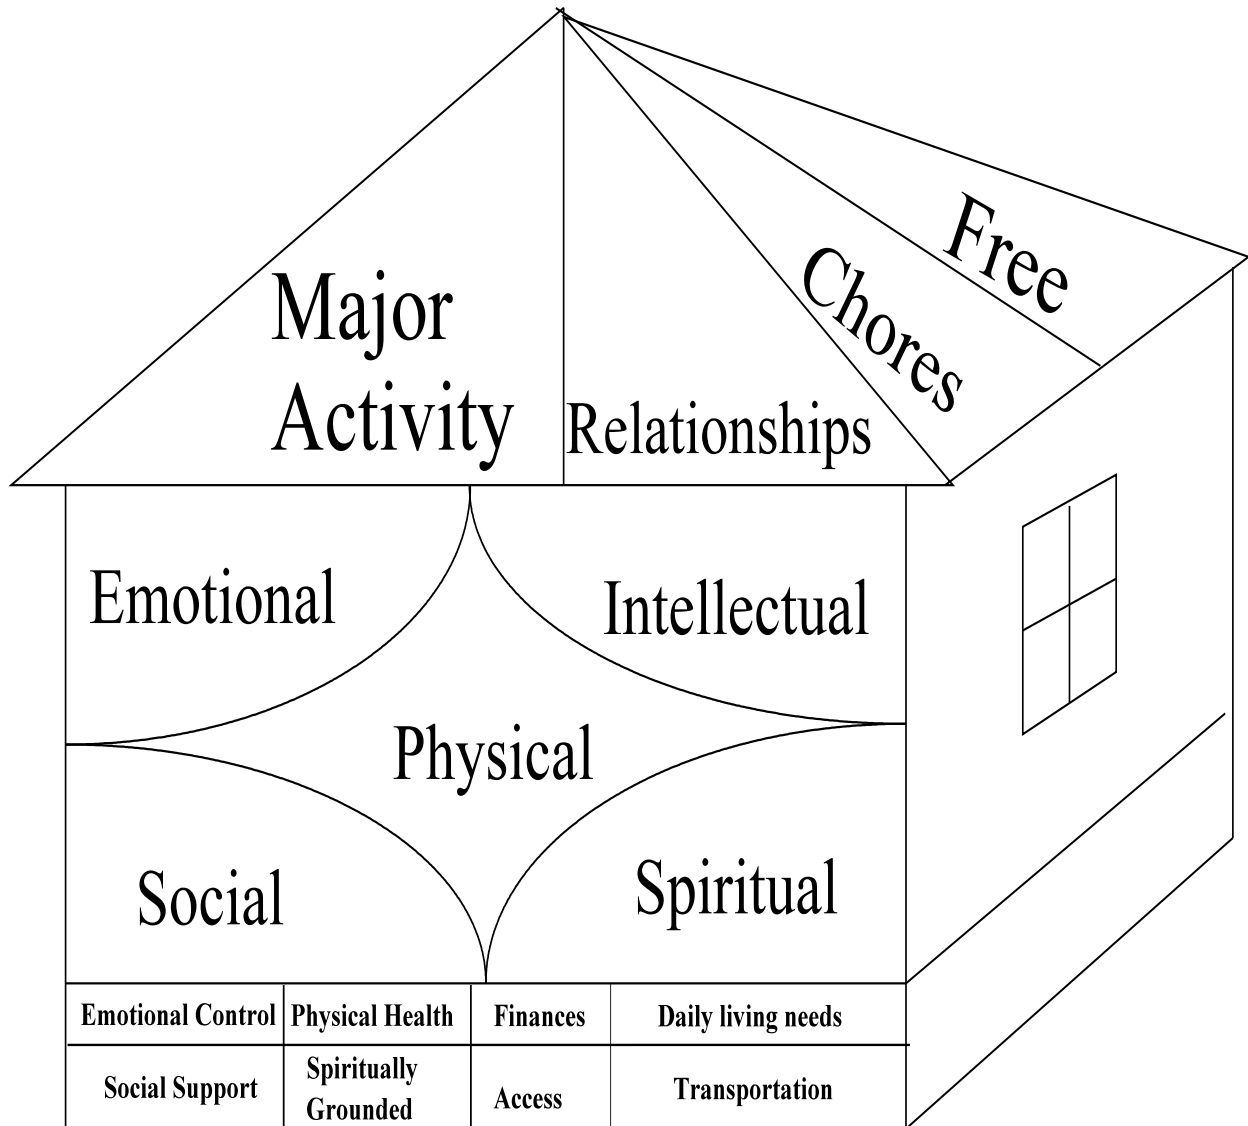 Free
Chores
Major
Activity
Relationships
Emotional
Intellectual
Physical
Social
Spiritual
Emotional Control
Physical Health
Finances
Daily living needs
Social Support
Spiritually
Grounded
Access
Transportation